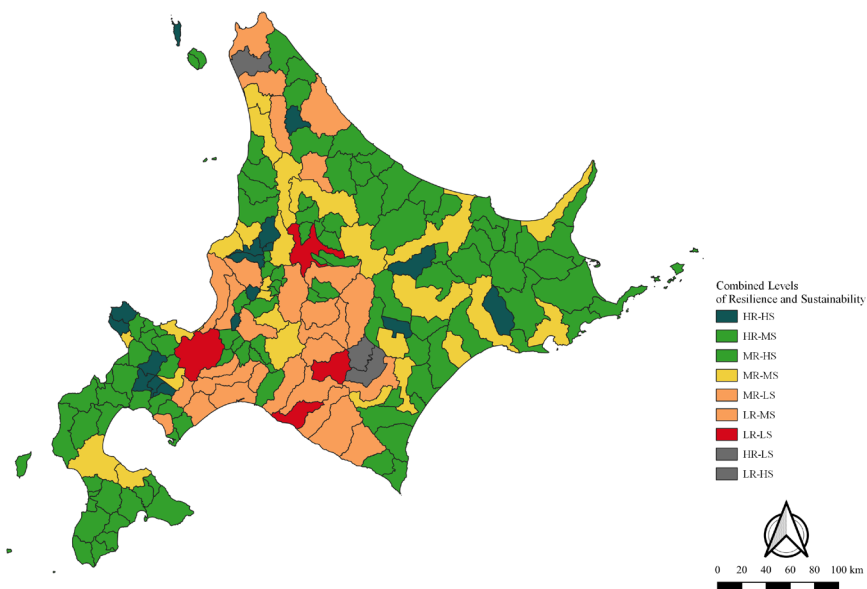 Combined Levels
of Resilience and Sustainability
HR-HS
HR-MS
MR-HS
MR-MS
MR-LS
LR-MS
LR-LS
HR-LS
LR-HS
0 20 40 60 80 100 km